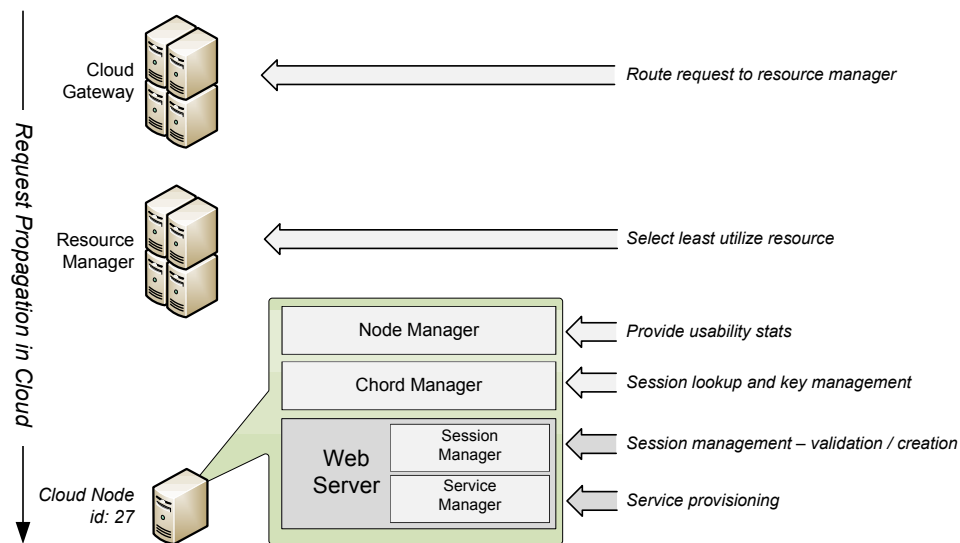 Request Propagation in Cloud
Cloud
Gateway
Route request to resource manager
Resource
Manager
Select least utilize resource
Node Manager
Provide usability stats
Chord Manager
Session lookup and key management
Web
Server
Session
Manager
Session management – validation / creation
Service
Manager
Service provisioning
Cloud Node
id: 27